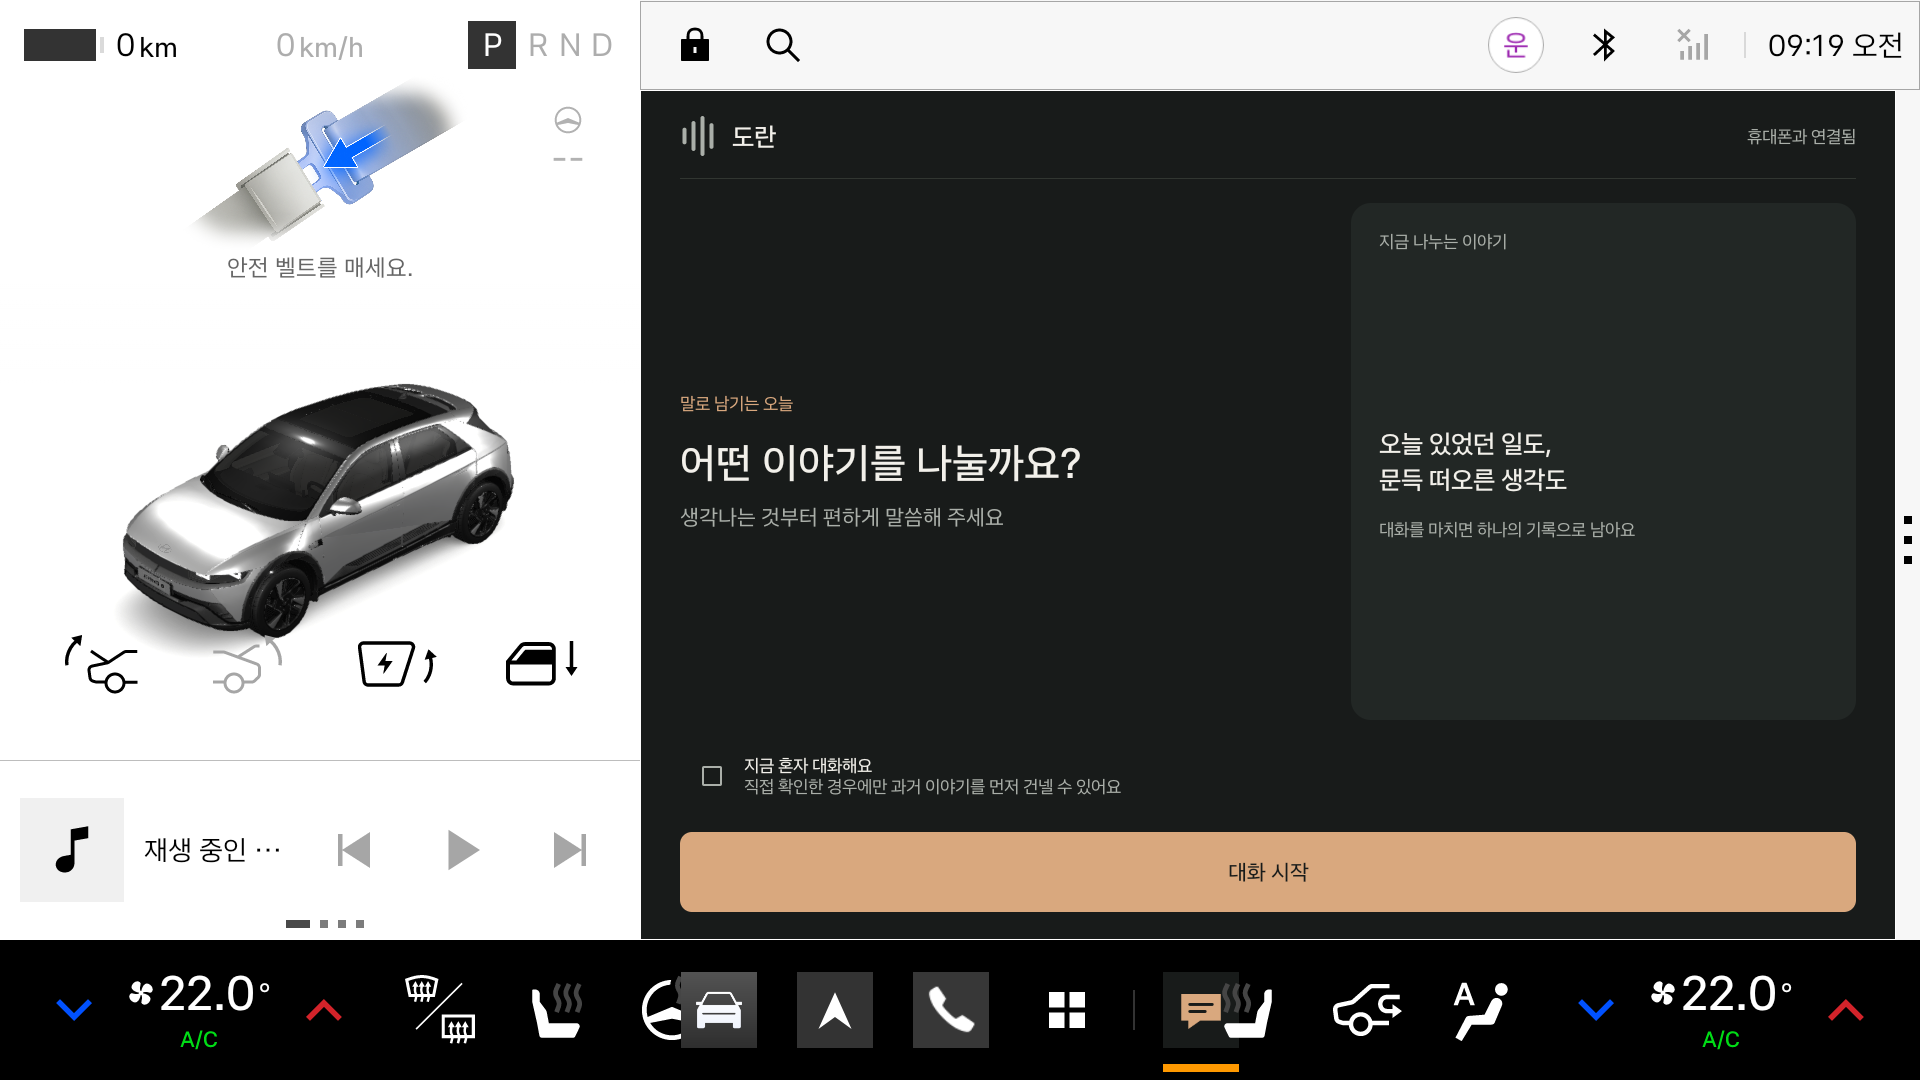 0 km
0 km/h
P R N D
안전 벨트를 매세요.
재생 중인 ···
운
09:19 오전
도란
휴대폰과 연결됨
말로 남기는 오늘
어떤 이야기를 나눌까요?
생각나는 것부터 편하게 말씀해 주세요
지금 나누는 이야기
오늘 있었던 일도,
문득 떠오른 생각도
대화를 마치면 하나의 기록으로 남아요
지금 혼자 대화해요
직접 확인한 경우에만 과거 이야기를 먼저 건넬 수 있어요
대화 시작
22.0°
A/C
A
22.0°
A/C